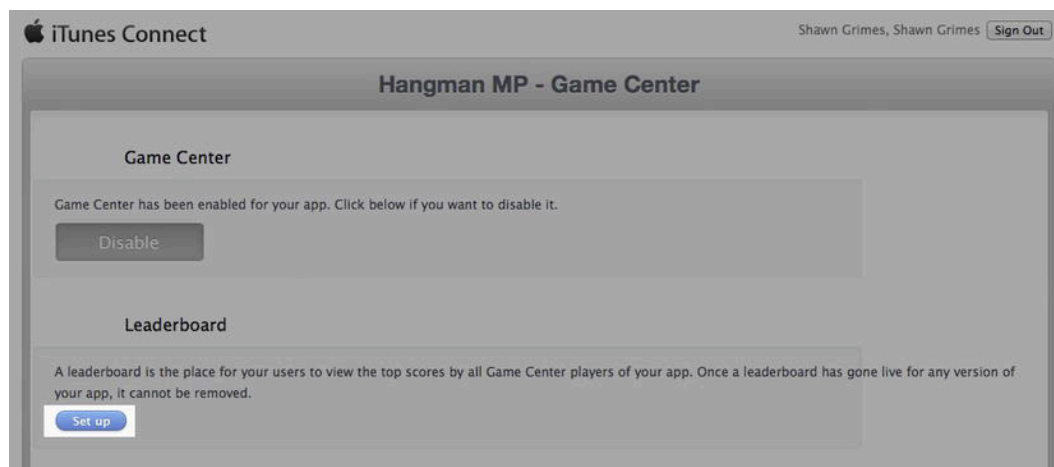 iTunes Connect
Shawn Grimes, Shawn Grimes Sign Out
Hangman MP - Game Center
Game Center
Game Center has been enabled for your app. Click below if you want to disable it.
Disable
Leaderboard
A leaderboard is the place for your users to view the top scores by all Game Center players of your app. Once a leaderboard has gone live for any version of
your app, it cannot be removed.
Set up